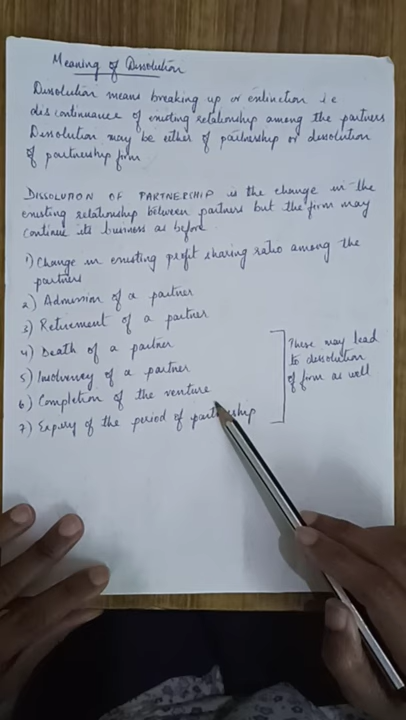 Meaning of Dissolution
Dissolution means breaking up or extinction i.e
discontinuance of existing relationship among the partners
Dissolution may be either of partnership or dissolution
of partnership firm
DISSOLUTION OF PARTNERSHIP is the change in the
existing relationship between partners but the firm may
continue its business as before
1) Change in existing profit sharing ratio among the
partners
2) Admission of a partner
3) Retirement of a partner
4) Death of a partner
5) Insolvency of a partner
6) Completion of the venture
7) Expiry of the period of partnership
These may lead
to dissolution
of firm as well